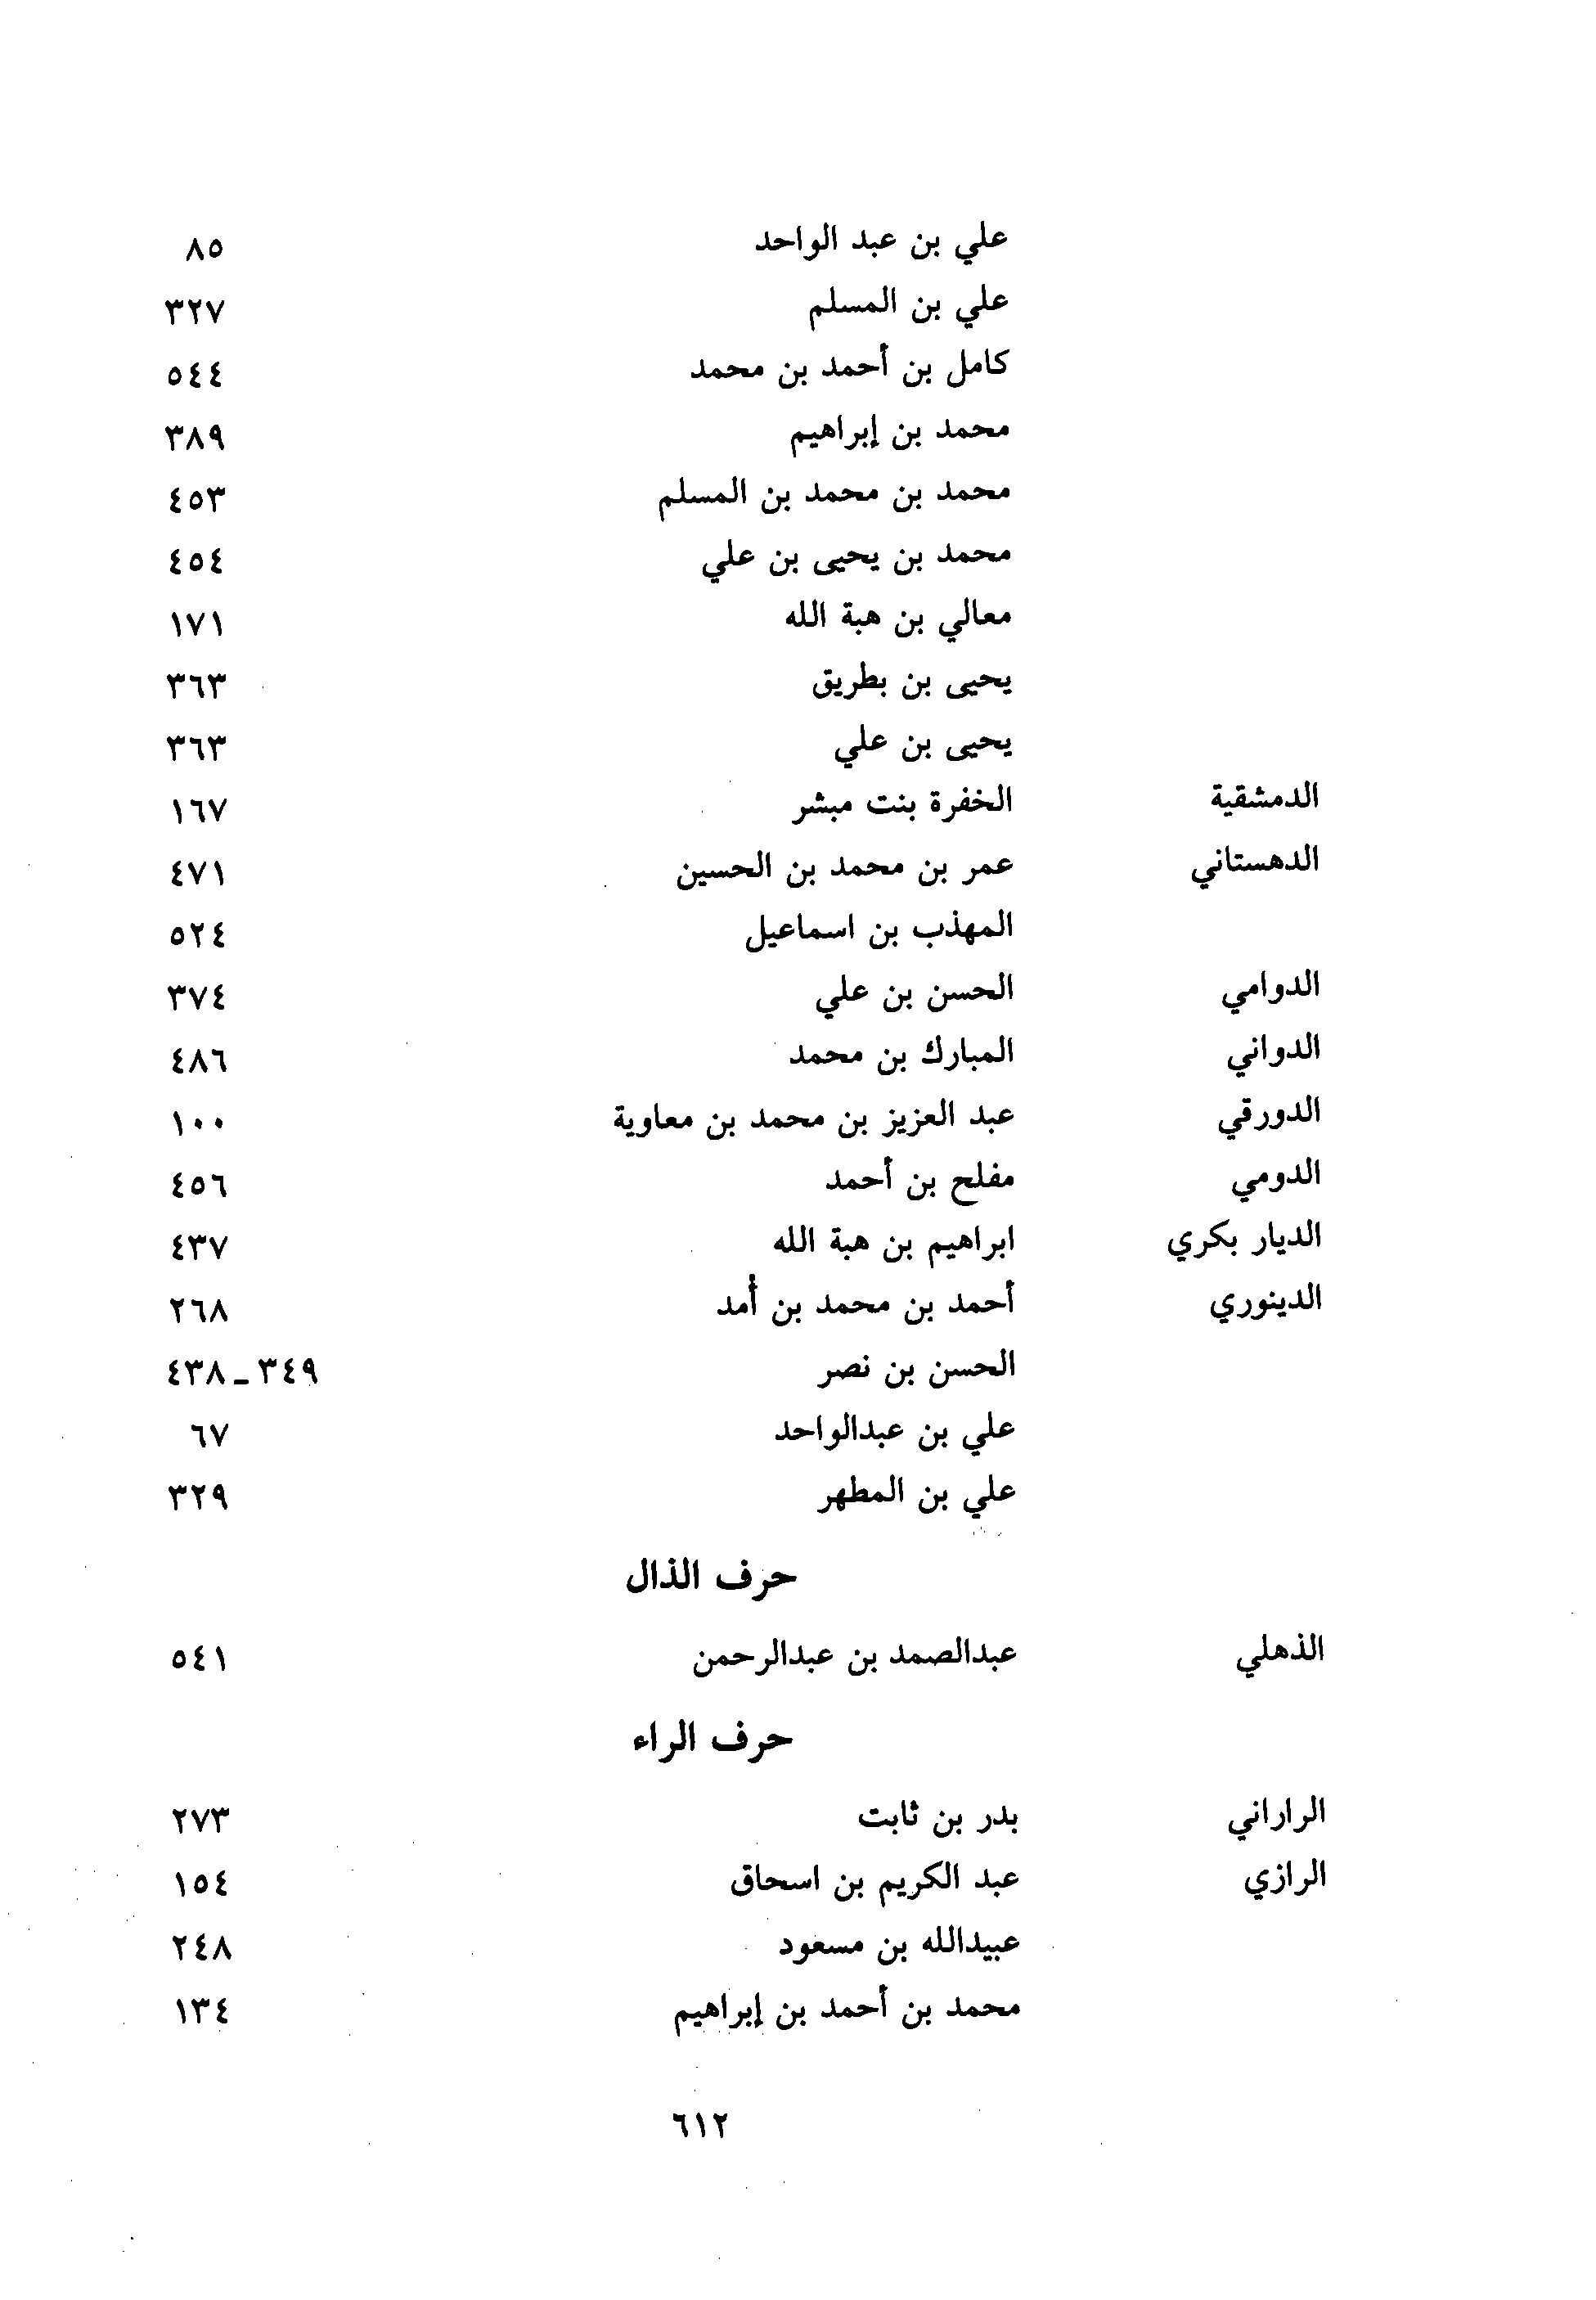 علي بن عبد الواحد ٨٥
علي بن المسلم ٣٢٧
كامل بن أحمد بن محمد ٥٤٤
محمد بن إبراهيم ٣٨٩
محمد بن محمد بن المسلم ٤٥٣
محمد بن يحيى بن علي ٤٥٤
معالي بن هبة الله ١٧١
يحيى بن بطريق ٣٦٣
يحيى بن علي ٣٦٣
الدمشقية الخفرة بنت مبشر ١٦٧
الدهستاني عمر بن محمد بن الحسين ٤٧١
المهذب بن اسماعيل ٥٢٤
الدوامي الحسن بن علي ٣٧٤
الدواني المبارك بن محمد ٤٨٦
الدورقي عبد العزيز بن محمد بن معاوية ١٠٠
الدومي مفلح بن أحمد ٤٥٦
الديار بكري ابراهيم بن هبة الله ٤٣٧
الدينوري أحمد بن محمد بن أمد ٢٦٨
الحسن بن نصر ٣٤٩ ـ ٤٣٨
علي بن عبدالواحد ٦٧
علي بن المطهر ٣٢٩
حرف الذال
الذهلي عبدالصمد بن عبدالرحمن ٥٤١
حرف الراء
الراراني بدر بن ثابت ٢٧٣
الرازي عبد الكريم بن اسحاق ١٥٤
عبيدالله بن مسعود ٢٤٨
محمد بن أحمد بن إبراهيم ١٣٤
٦١٢